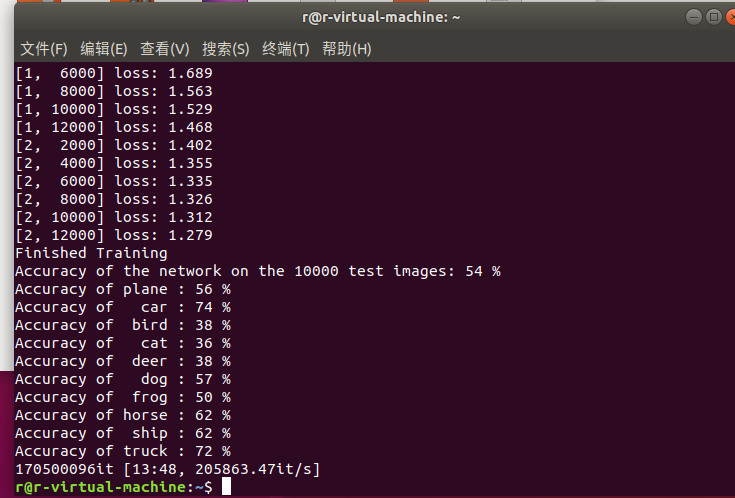 r@r-virtual-machine: ~
文件(F) 编辑(E) 查看(V) 搜索(S) 终端(T) 帮助(H)
[1,  6000] loss: 1.689
[1,  8000] loss: 1.563
[1, 10000] loss: 1.529
[1, 12000] loss: 1.468
[2,  2000] loss: 1.402
[2,  4000] loss: 1.355
[2,  6000] loss: 1.335
[2,  8000] loss: 1.326
[2, 10000] loss: 1.312
[2, 12000] loss: 1.279
Finished Training
Accuracy of the network on the 10000 test images: 54 %
Accuracy of plane : 56 %
Accuracy of   car : 74 %
Accuracy of  bird : 38 %
Accuracy of   cat : 36 %
Accuracy of  deer : 38 %
Accuracy of   dog : 57 %
Accuracy of  frog : 50 %
Accuracy of horse : 62 %
Accuracy of  ship : 62 %
Accuracy of truck : 72 %
170500096it [13:48, 205863.47it/s]
r@r-virtual-machine:~$